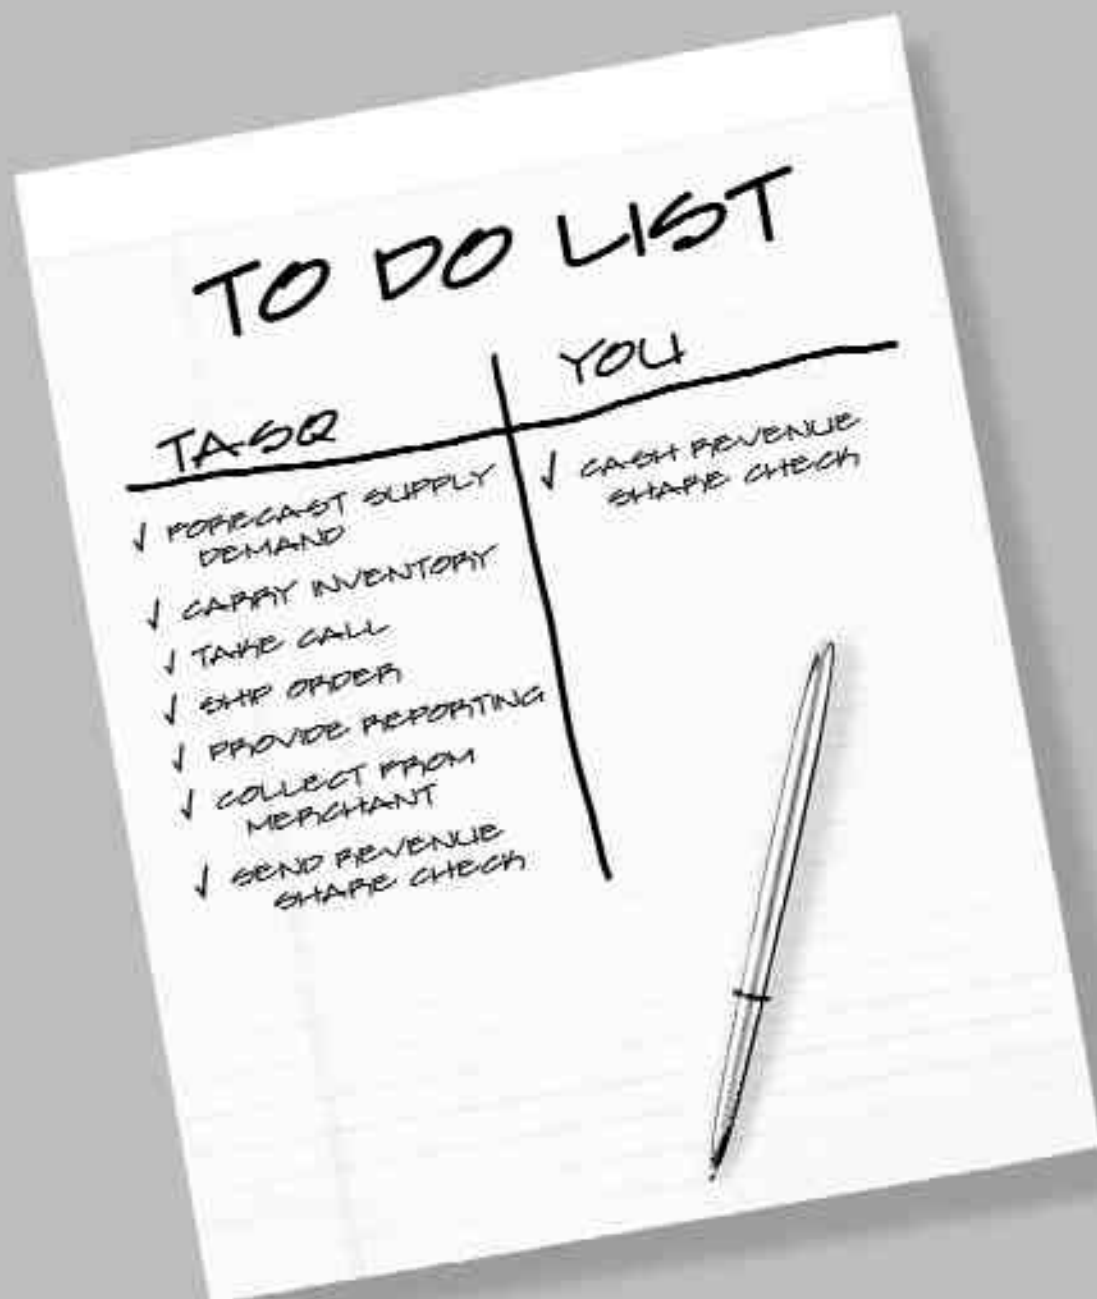 TO DO LIST
TASQ
✓ FORECAST SUPPLY
DEMAND
✓ CARRY INVENTORY
✓ TAKE CALL
✓ SHIP ORDER
✓ PROVIDE REPORTING
✓ COLLECT FROM
MERCHANT
✓ SEND REVENUE
SHARE CHECK
YOU
✓ CASH REVENUE
SHARE CHECK